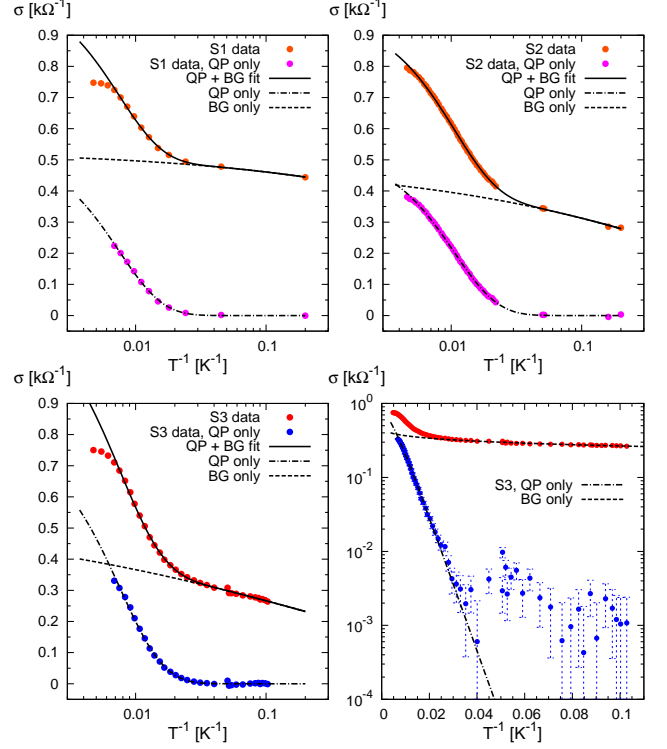 σ [kΩ⁻¹]
σ [kΩ⁻¹]
0.9
0.8
0.7
0.6
0.5
0.4
0.3
0.2
0.1
0
S1 data
S1 data, QP only
QP + BG fit
QP only
BG only
0.01
0.1
T⁻¹ [K⁻¹]
0.9
0.8
0.7
0.6
0.5
0.4
0.3
0.2
0.1
0
S2 data
S2 data, QP only
QP + BG fit
QP only
BG only
0.01
0.1
T⁻¹ [K⁻¹]
σ [kΩ⁻¹]
σ [kΩ⁻¹]
0.9
0.8
0.7
0.6
0.5
0.4
0.3
0.2
0.1
0
S3 data
S3 data, QP only
QP + BG fit
QP only
BG only
0.01
0.1
T⁻¹ [K⁻¹]
10⁰
10⁻¹
10⁻²
10⁻³
10⁻⁴
S3, QP only
BG only
0
0.02
0.04
0.06
0.08
0.1
T⁻¹ [K⁻¹]